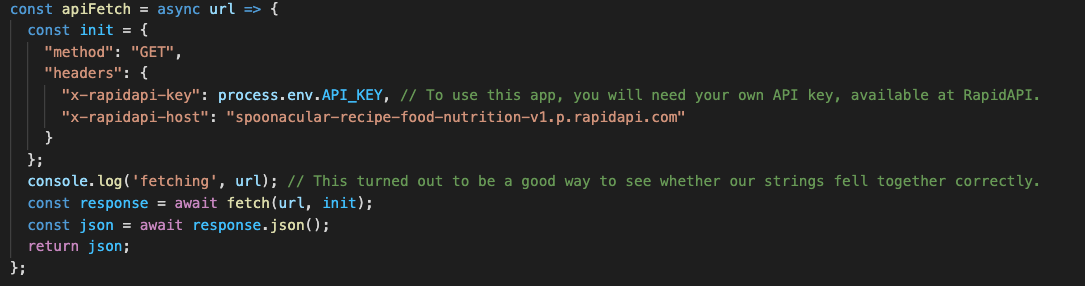 const apiFetch = async url => {
  const init = {
    "method": "GET",
    "headers": {
      "x-rapidapi-key": process.env.API_KEY, // To use this app, you will need your own API key, available at RapidAPI.
      "x-rapidapi-host": "spoonacular-recipe-food-nutrition-v1.p.rapidapi.com"
    }
  };
  console.log('fetching', url); // This turned out to be a good way to see whether our strings fell together correctly.
  const response = await fetch(url, init);
  const json = await response.json();
  return json;
};